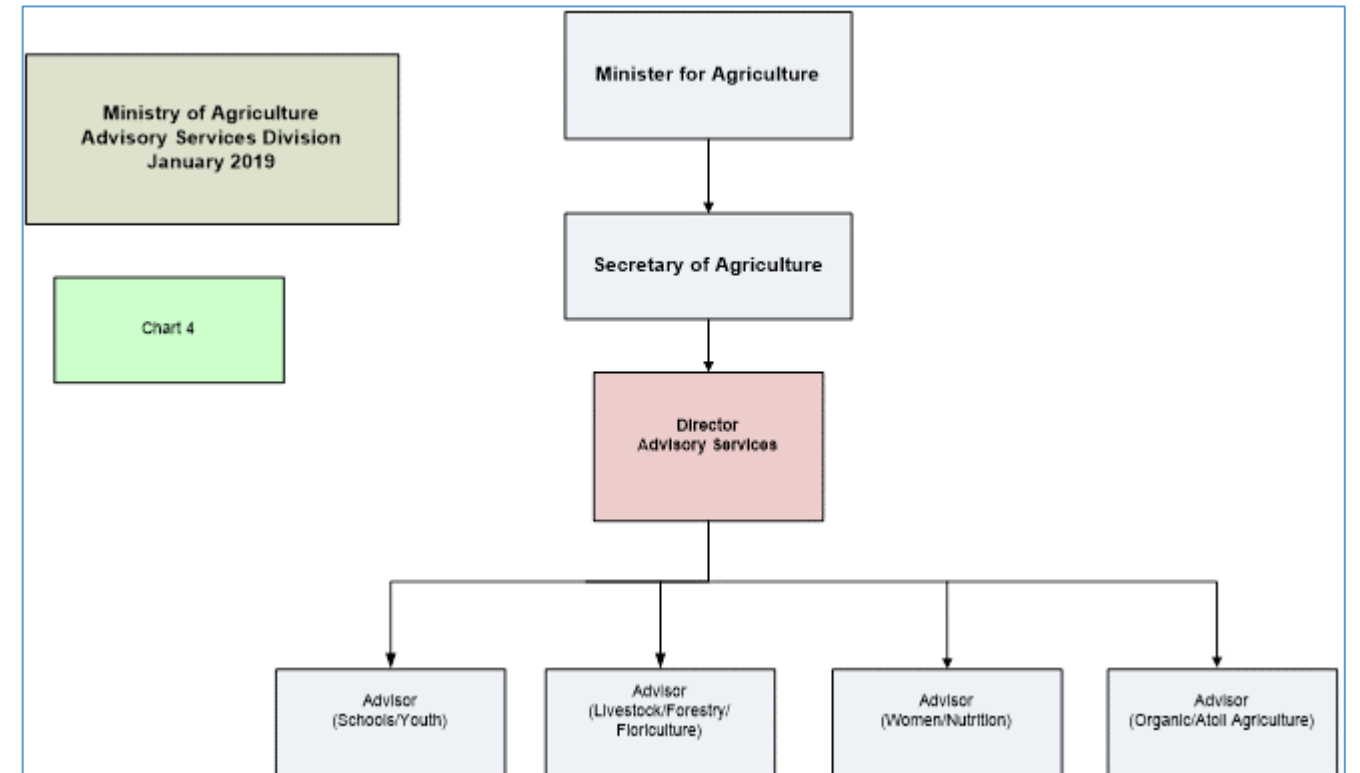 Minister for Agriculture
Ministry of Agriculture
Advisory Services Division
January 2019
Secretary of Agriculture
Chart 4
Director
Advisory Services
Advisor
(Schools/Youth)
Advisor
(Livestock/Forestry/
Floriculture)
Advisor
(Women/Nutrition)
Advisor
(Organic/Atoll Agriculture)